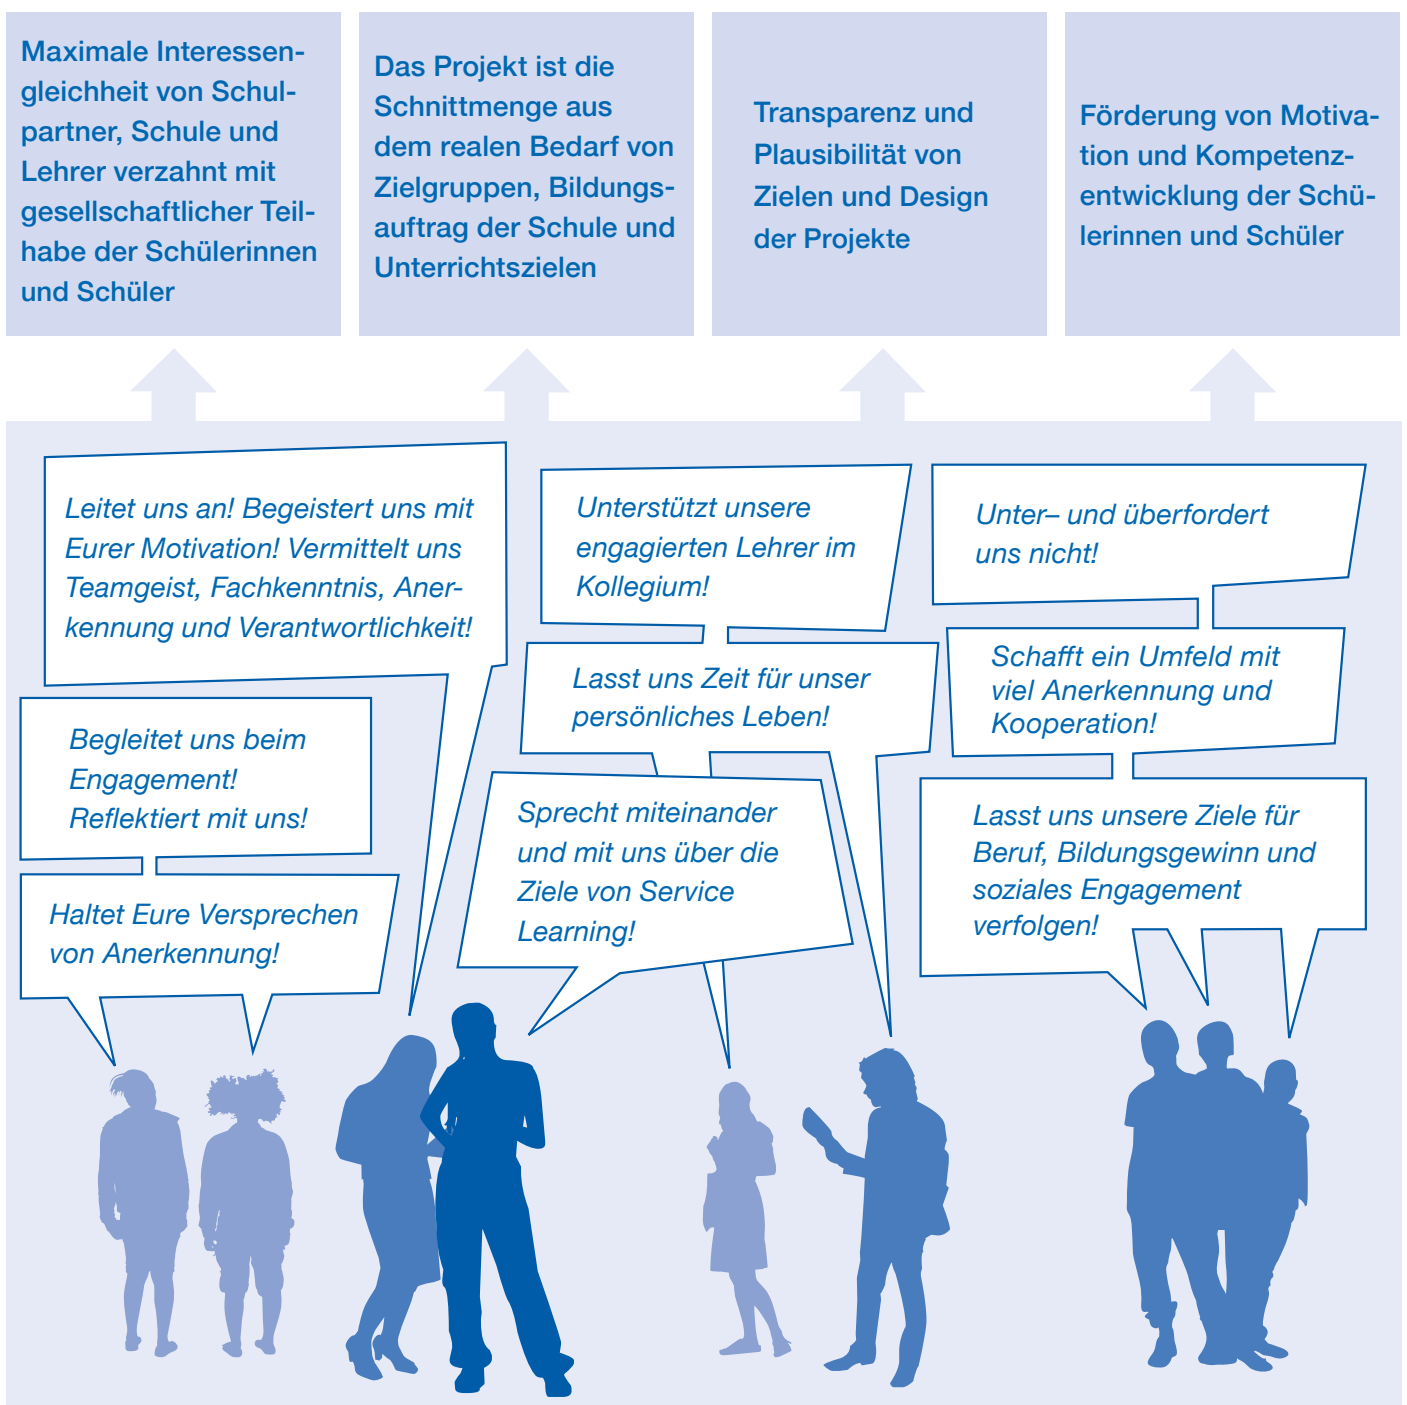 Maximale Interessen-
gleichheit von Schul-
partner, Schule und
Lehrer verzahnt mit
gesellschaftlicher Teil-
habe der Schülerinnen
und Schüler
Das Projekt ist die
Schnittmenge aus
dem realen Bedarf von
Zielgruppen, Bildungs-
auftrag der Schule und
Unterrichtszielen
Transparenz und
Plausibilität von
Zielen und Design
der Projekte
Förderung von Motiva-
tion und Kompetenz-
entwicklung der Schü-
lerinnen und Schüler
Leitet uns an! Begeistert uns mit
Eurer Motivation! Vermittelt uns
Teamgeist, Fachkenntnis, Aner-
kennung und Verantwortlichkeit!
Begleitet uns beim
Engagement!
Reflektiert mit uns!
Haltet Eure Versprechen
von Anerkennung!
Unterstützt unsere
engagierten Lehrer im
Kollegium!
Lasst uns Zeit für unser
persönliches Leben!
Sprecht miteinander
und mit uns über die
Ziele von Service
Learning!
Unter– und überfordert
uns nicht!
Schafft ein Umfeld mit
viel Anerkennung und
Kooperation!
Lasst uns unsere Ziele für
Beruf, Bildungsgewinn und
soziales Engagement
verfolgen!